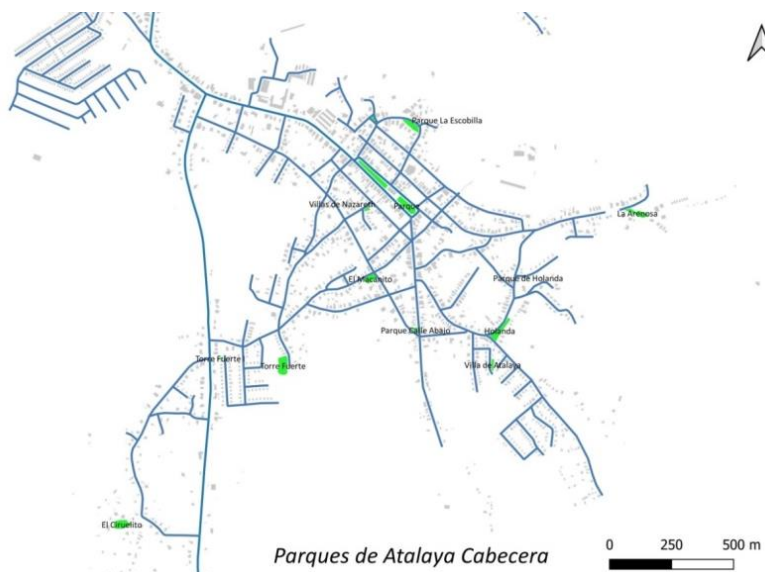 Parque La Escobilla
Villas de Nazareth
Parque
La Arenosa
El Macanito
Parque de Holanda
Parque Calle Abajo
Holanda
Torre Fuerte I
Torre Fuerte
Villa de Atalaya
El Ciruelito
Parques de Atalaya Cabecera
0 250 500 m